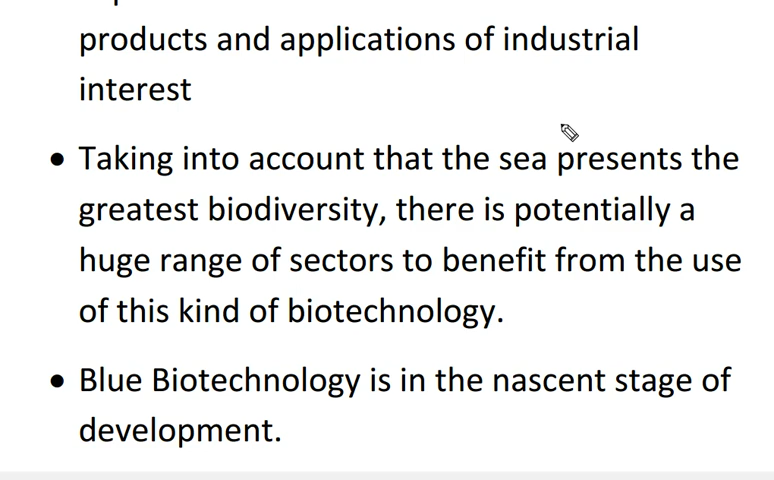 products and applications of industrial
interest
• Taking into account that the sea presents the
greatest biodiversity, there is potentially a
huge range of sectors to benefit from the use
of this kind of biotechnology.
• Blue Biotechnology is in the nascent stage of
development.